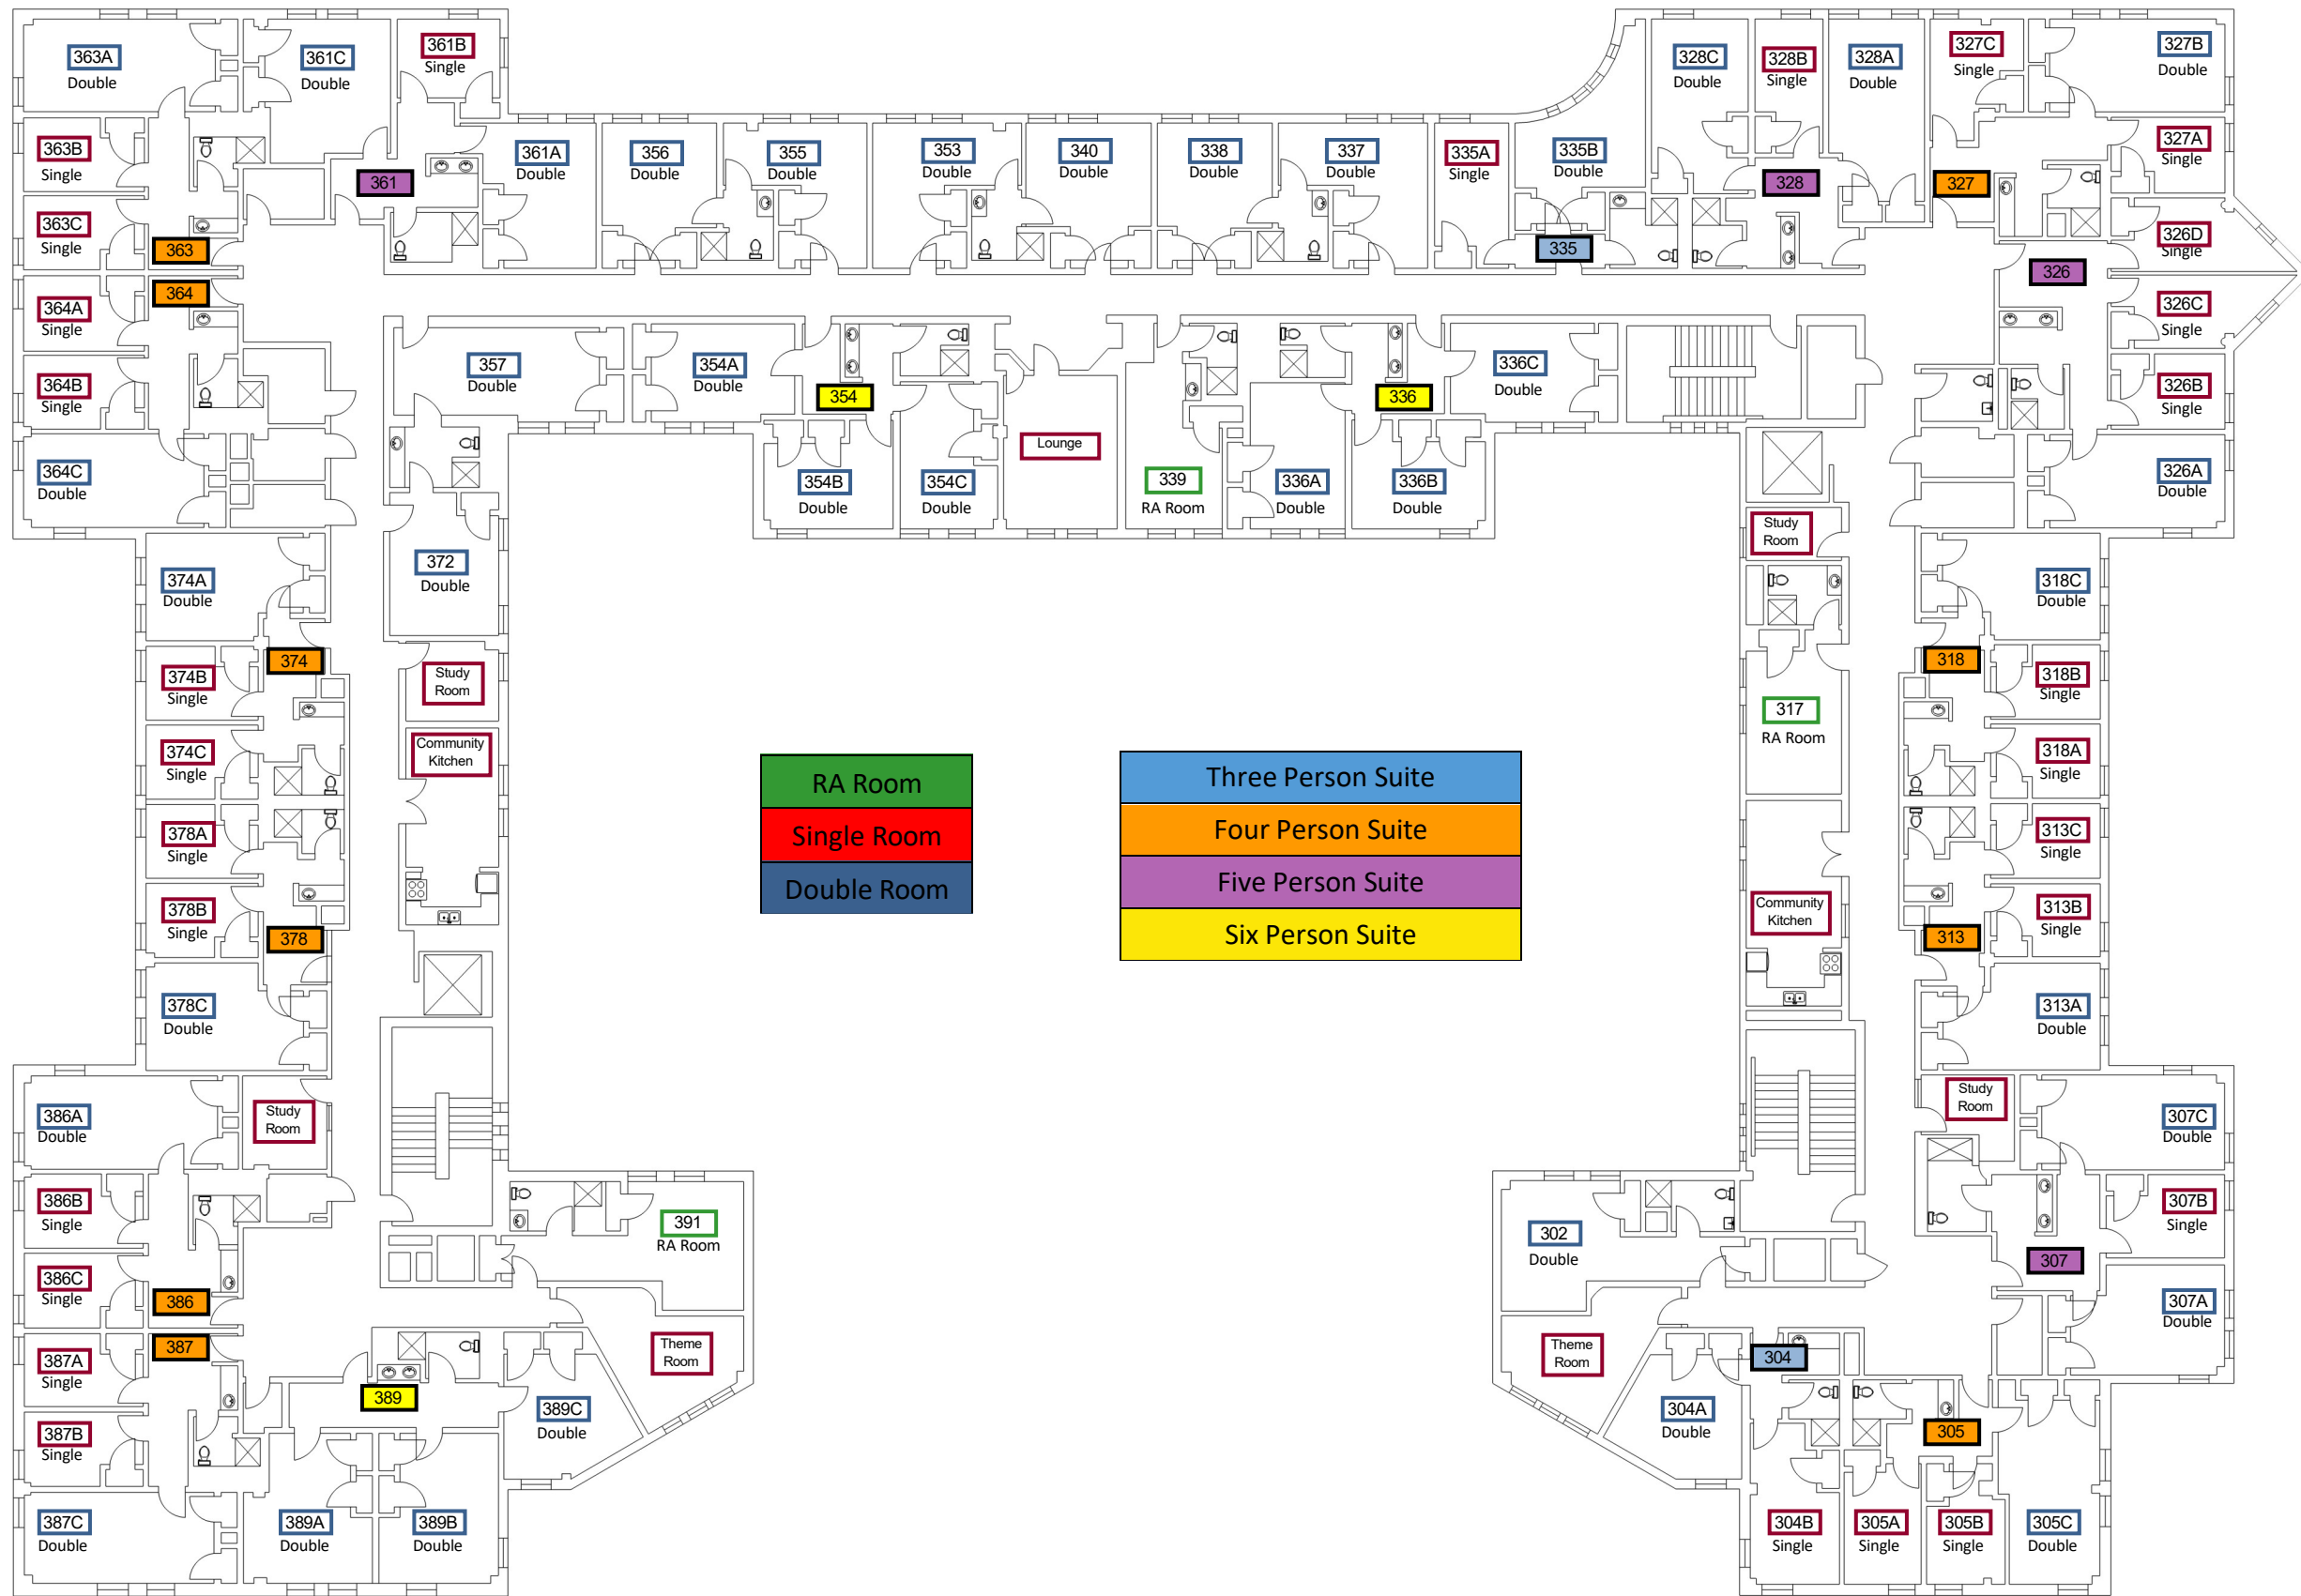 363A
Double
361C
Double
361B
Single
328C
Double
328B
Single
328A
Double
327C
Single
327B
Double
363B
Single
361
361A
Double
356
Double
355
Double
353
Double
340
Double
338
Double
337
Double
335A
Single
335B
Double
328
327
327A
Single
363C
Single
363
335
326D
Single
326
364A
Single
364
326C
Single
364B
Single
357
Double
354A
Double
354
336
336C
Double
326B
Single
364C
Double
354B
Double
354C
Double
Lounge
339
RA Room
336A
Double
336B
Double
326A
Double
Study
Room
374A
Double
372
Double
318C
Double
374
374B
Single
Study
Room
318
318B
Single
317
RA Room
374C
Single
Community
Kitchen
318A
Single
RA Room
Single Room
Double Room
Three Person Suite
Four Person Suite
Five Person Suite
Six Person Suite
378A
Single
313C
Single
378B
Single
378
Community
Kitchen
313B
Single
313
378C
Double
313A
Double
386A
Double
Study
Room
Study
Room
307C
Double
386B
Single
391
RA Room
302
Double
307B
Single
386C
Single
386
307
307A
Double
387
387A
Single
Theme
Room
Theme
Room
304
389
389C
Double
304A
Double
387B
Single
305
387C
Double
389A
Double
389B
Double
304B
Single
305A
Single
305B
Single
305C
Double